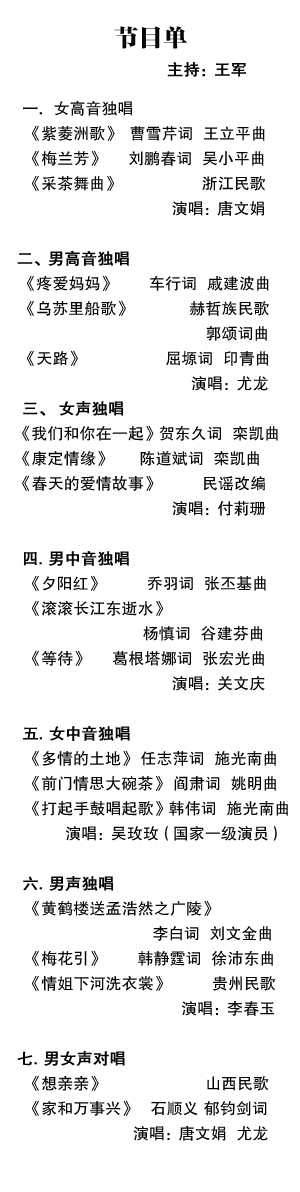 节目单
主持：王军
一．女高音独唱
《紫菱洲歌》 曹雪芹词 王立平曲
《梅兰芳》 刘鹏春词 吴小平曲
《采茶舞曲》 浙江民歌
演唱：唐文娟
二、男高音独唱
《疼爱妈妈》 车行词 戚建波曲
《乌苏里船歌》 赫哲族民歌
郭颂词曲
《天路》 屈塬词 印青曲
演唱：尤龙
三、 女声独唱
《我们和你在一起》贺东久词 栾凯曲
《康定情缘》 陈道斌词 栾凯曲
《春天的爱情故事》 民谣改编
演唱：付莉珊
四．男中音独唱
《夕阳红》 乔羽词 张丕基曲
《滚滚长江东逝水》
杨慎词 谷建芬曲
《等待》 葛根塔娜词 张宏光曲
演唱：关文庆
五．女中音独唱
《多情的土地》 任志萍词 施光南曲
《前门情思大碗茶》 阎肃词 姚明曲
《打起手鼓唱起歌》韩伟词 施光南曲
演唱：吴玫玫（国家一级演员）
六．男声独唱
《黄鹤楼送孟浩然之广陵》
李白词 刘文金曲
《梅花引》 韩静霆词 徐沛东曲
《情姐下河洗衣裳》 贵州民歌
演唱：李春玉
七．男女声对唱
《想亲亲》 山西民歌
《家和万事兴》 石顺义 郁钧剑词
演唱：唐文娟 尤龙